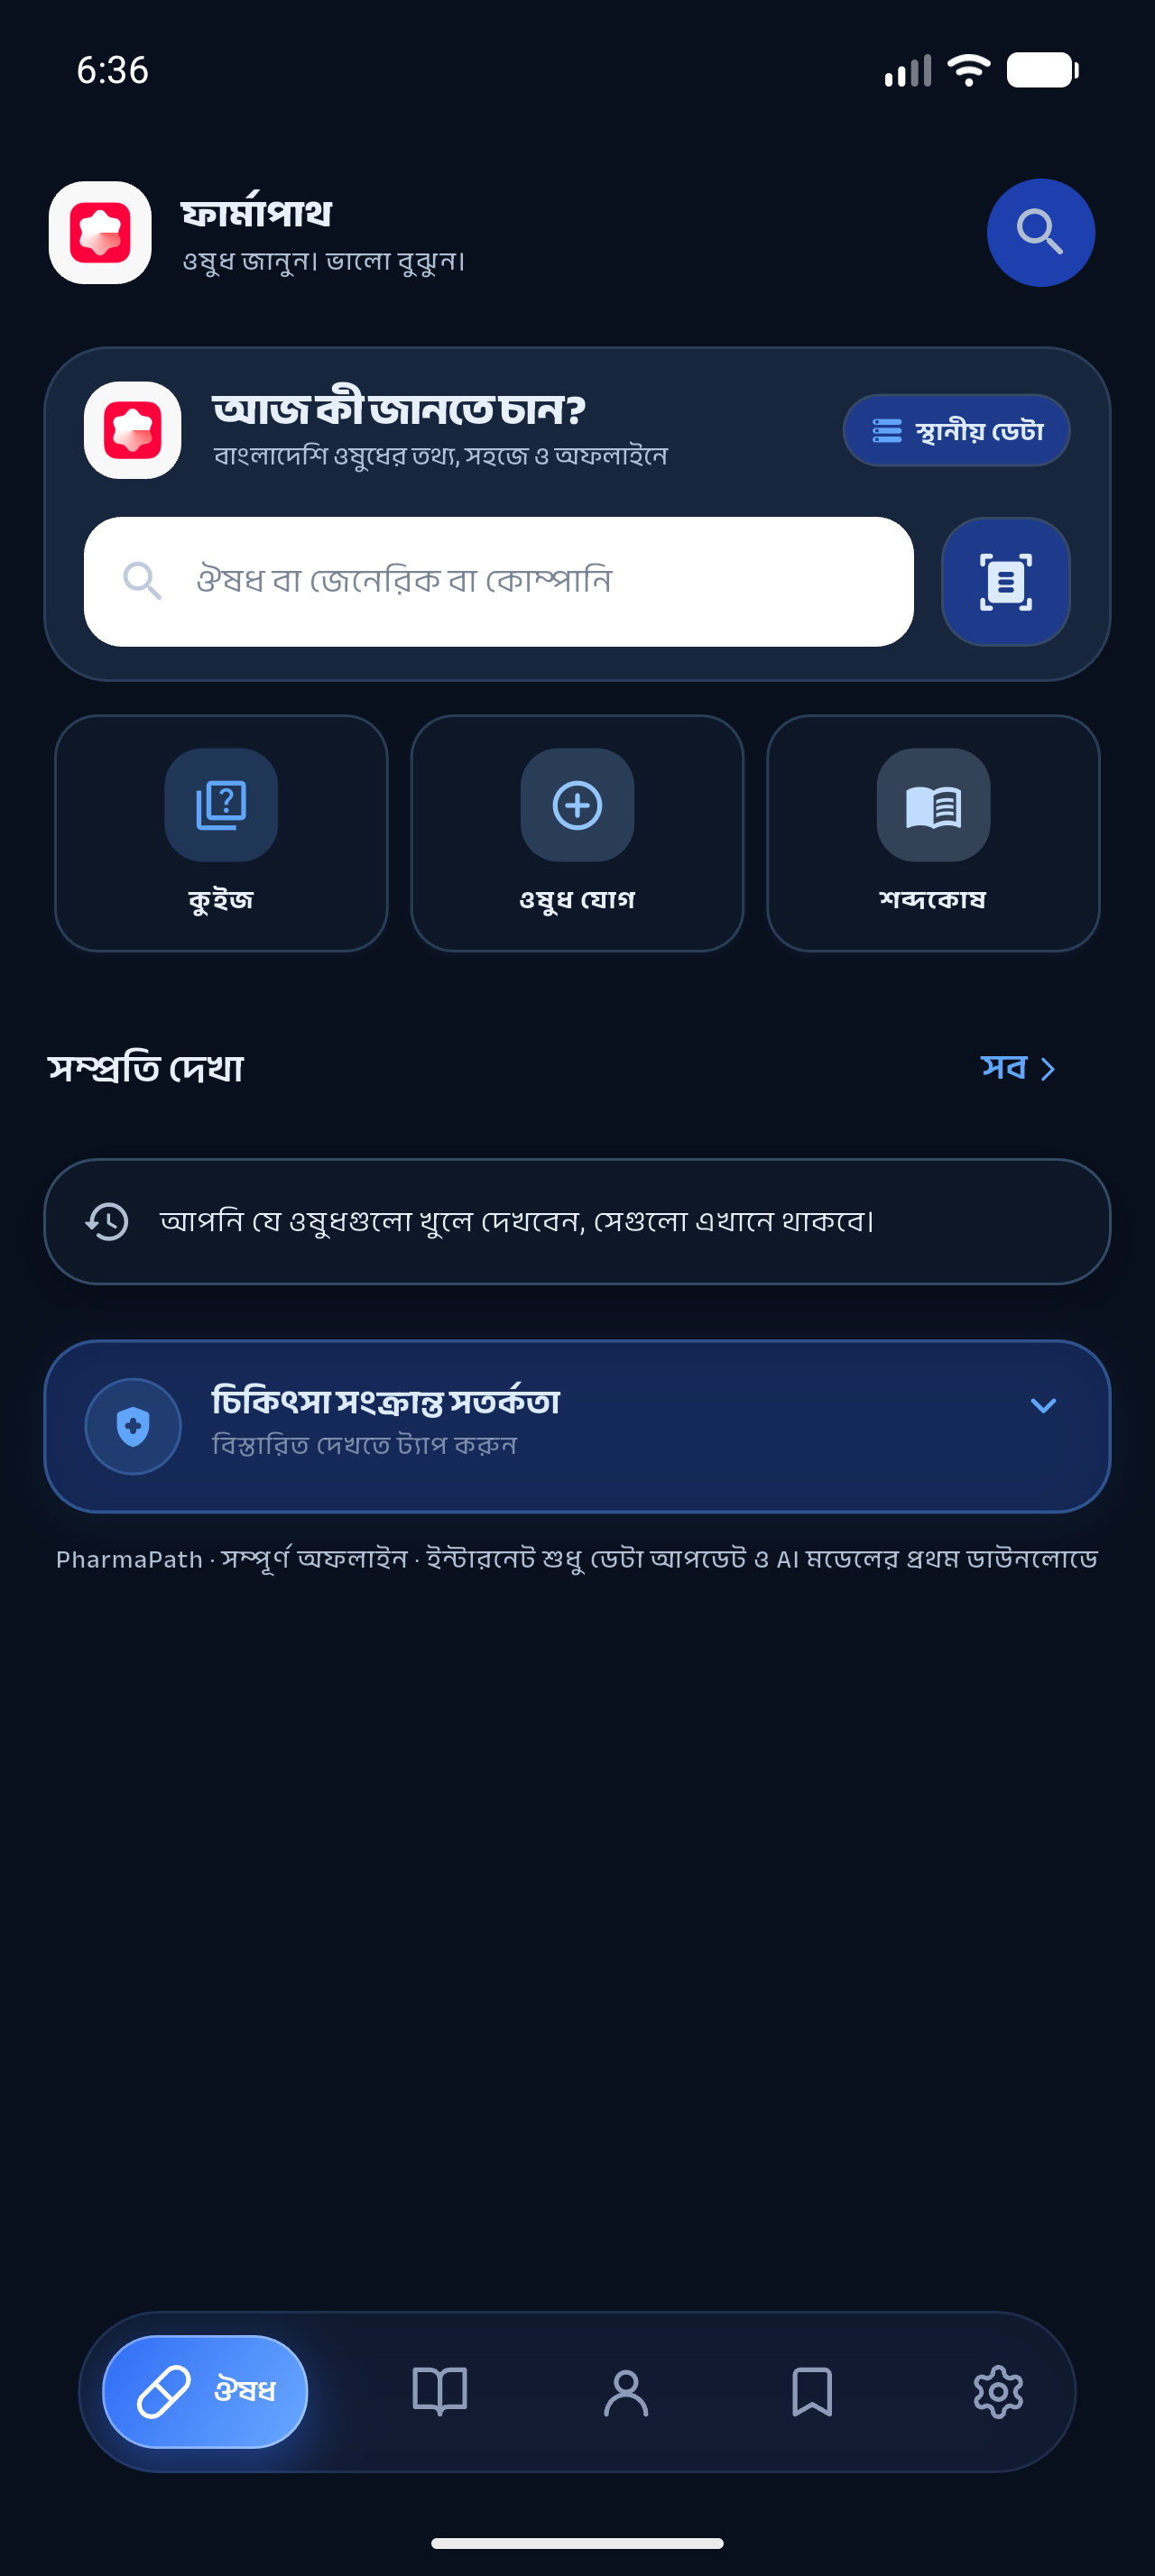 6:36
ফার্মাপাথ
ওষুধ জানুন। ভালো বুঝুন।
আজ কী জানতে চান?
বাংলাদেশি ওষুধের তথ্য, সহজে ও অফলাইনে
স্থানীয় ডেটা
ঔষধ বা জেনেরিক বা কোম্পানি
কুইজ
ওষুধ যোগ
শব্দকোষ
সম্প্রতি দেখা
সব
আপনি যে ওষুধগুলো খুলে দেখবেন, সেগুলো এখানে থাকবে।
চিকিৎসা সংক্রান্ত সতর্কতা
বিস্তারিত দেখতে ট্যাপ করুন
PharmaPath · সম্পূর্ণ অফলাইন · ইন্টারনেট শুধু ডেটা আপডেট ও AI মডেলের প্রথম ডাউনলোডে
ঔষধ